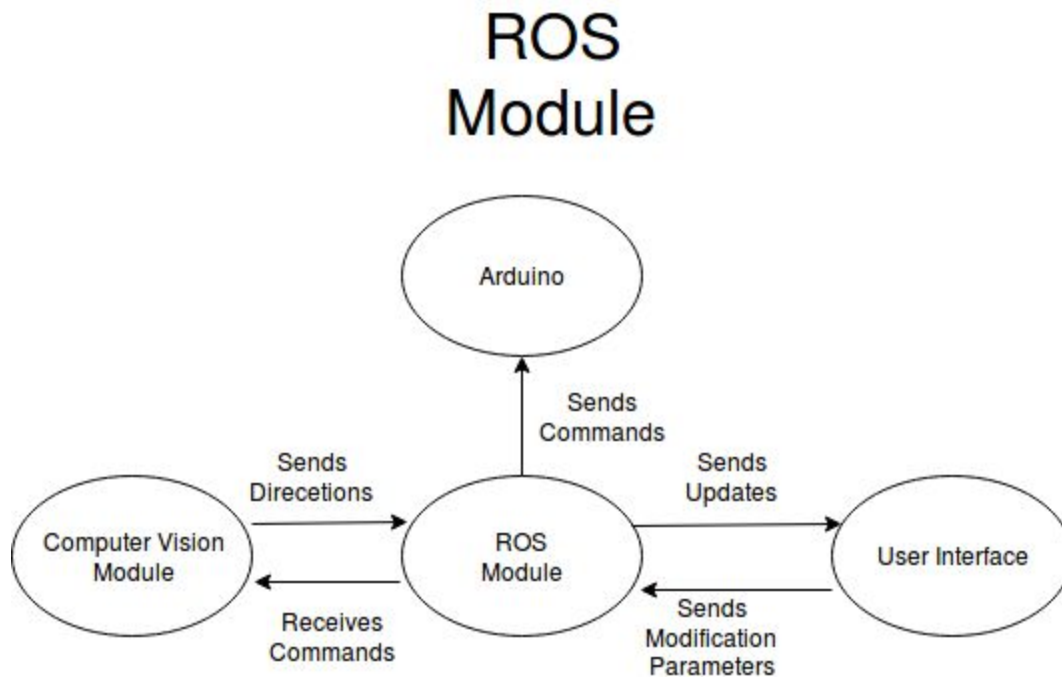 ROS
Module
Arduino
Sends
Commands
Sends
Direcetions
Sends
Updates
Computer Vision
Module
ROS
Module
User Interface
Receives
Commands
Sends
Modification
Parameters